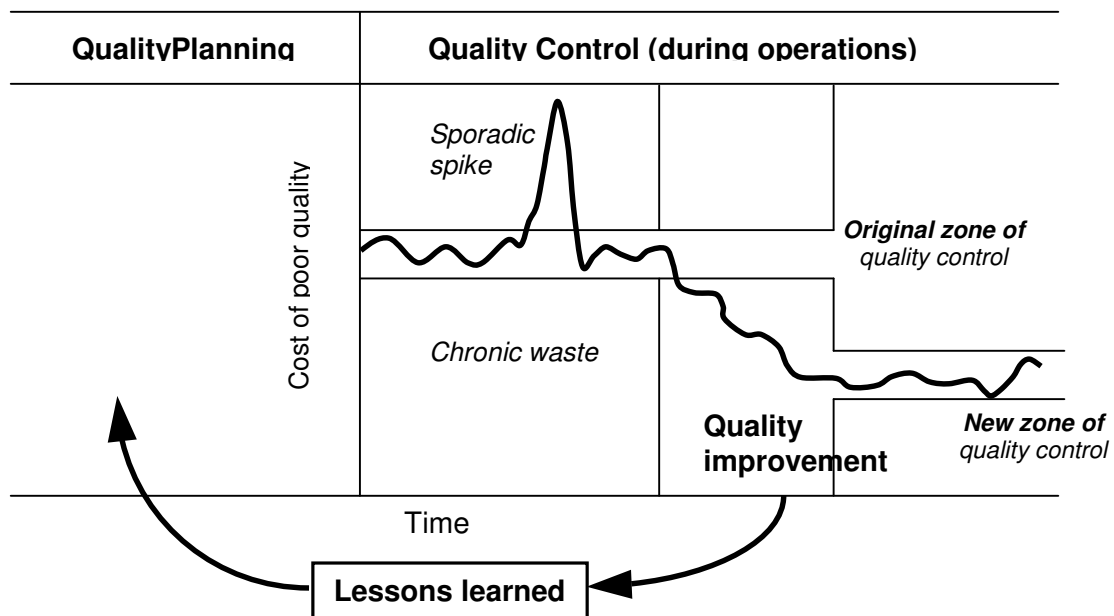 QualityPlanning
Quality Control (during operations)
Sporadic
spike
Cost of poor quality
Original zone of
quality control
Chronic waste
Quality
improvement
New zone of
quality control
Time
Lessons learned